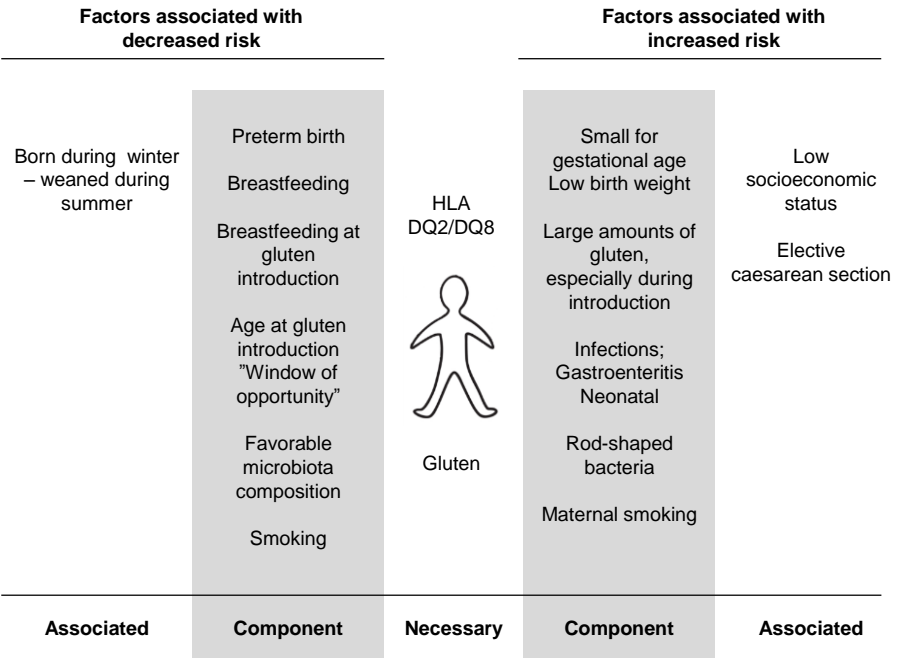 Factors associated with
decreased risk
Factors associated with
increased risk
Born during winter
– weaned during
summer
Preterm birth
Breastfeeding
Breastfeeding at
gluten
introduction
Age at gluten
introduction
”Window of
opportunity”
Favorable
microbiota
composition
Smoking
HLA
DQ2/DQ8
Gluten
Small for
gestational age
Low birth weight
Large amounts of
gluten,
especially during
introduction
Infections;
Gastroenteritis
Neonatal
Rod-shaped
bacteria
Maternal smoking
Low
socioeconomic
status
Elective
caesarean section
Associated
Component
Necessary
Component
Associated